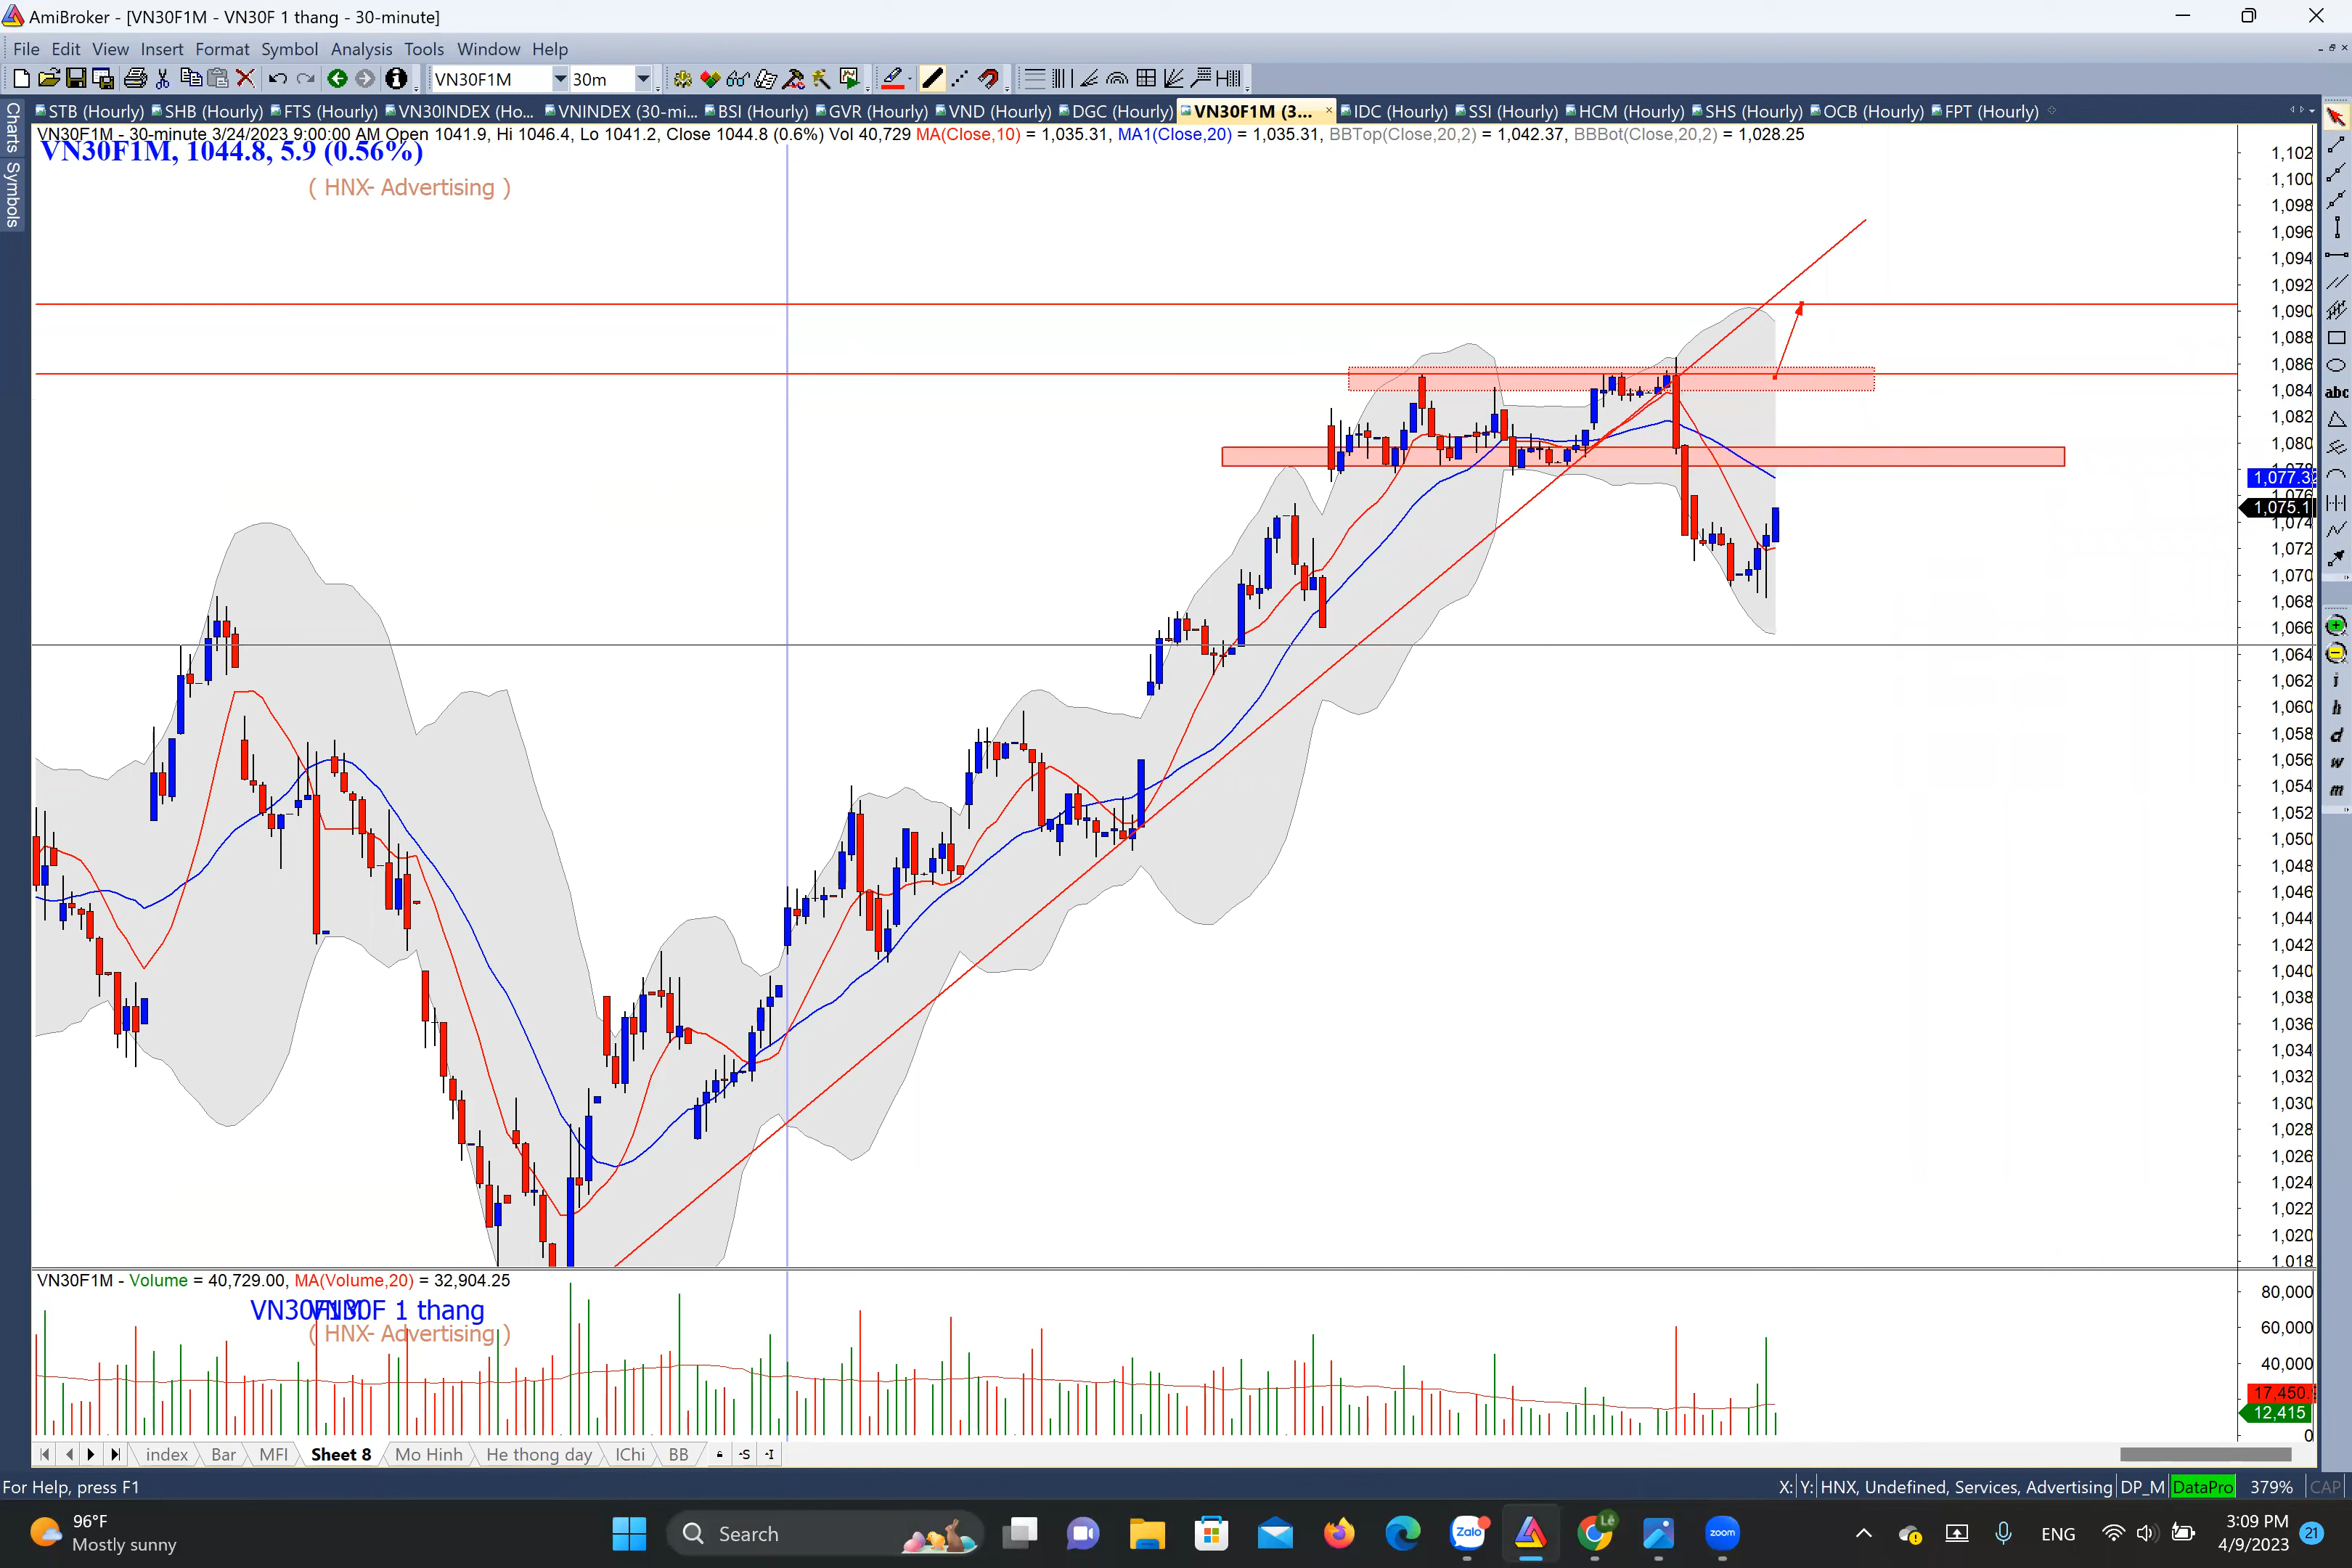 AmiBroker - [VN30F1M - VN30F 1 thang - 30-minute]
File Edit View Insert Format Symbol Analysis Tools Window Help
VN30F1M 30m
abc
Charts
Symbols
STB (Hourly) SHB (Hourly) FTS (Hourly) VN30INDEX (Ho... VNINDEX (30-mi... BSI (Hourly) GVR (Hourly) VND (Hourly) DGC (Hourly) VN30F1M (3... × IDC (Hourly) SSI (Hourly) HCM (Hourly) SHS (Hourly) OCB (Hourly) FPT (Hourly)
VN30F1M - 30-minute 3/24/2023 9:00:00 AM Open 1041.9, Hi 1046.4, Lo 1041.2, Close 1044.8 (0.6%) Vol 40,729 MA(Close,10) = 1,035.31, MA1(Close,20) = 1,035.31, BBTop(Close,20,2) = 1,042.37, BBBot(Close,20,2) = 1,028.25
VN30F1M, 1044.8, 5.9 (0.56%)
( HNX- Advertising )
1,102
1,100
1,098
1,096
1,094
1,092
1,090
1,088
1,086
1,084
1,082
1,080
1,077.32
1,076
1,075.1
1,074
1,072
1,070
1,068
1,066
1,064
1,062
1,060
1,058
1,056
1,054
1,052
1,050
1,048
1,046
1,044
1,042
1,040
1,038
1,036
1,034
1,032
1,030
1,028
1,026
1,024
1,022
1,020
1,018
i
h
d
w
m
VN30F1M - Volume = 40,729.00, MA(Volume,20) = 32,904.25
VN30F 1 thang
( HNX- Advertising )
80,000
60,000
40,000
17,450.
12,415
0
index Bar MFI Sheet 8 Mo Hinh He thong day IChi BB
For Help, press F1
X: Y: HNX, Undefined, Services, Advertising DP_M DataPro 379% CAP
96°F
Mostly sunny
Search
Zalo
Lê
zoom
ENG
3:09 PM
4/9/2023
21